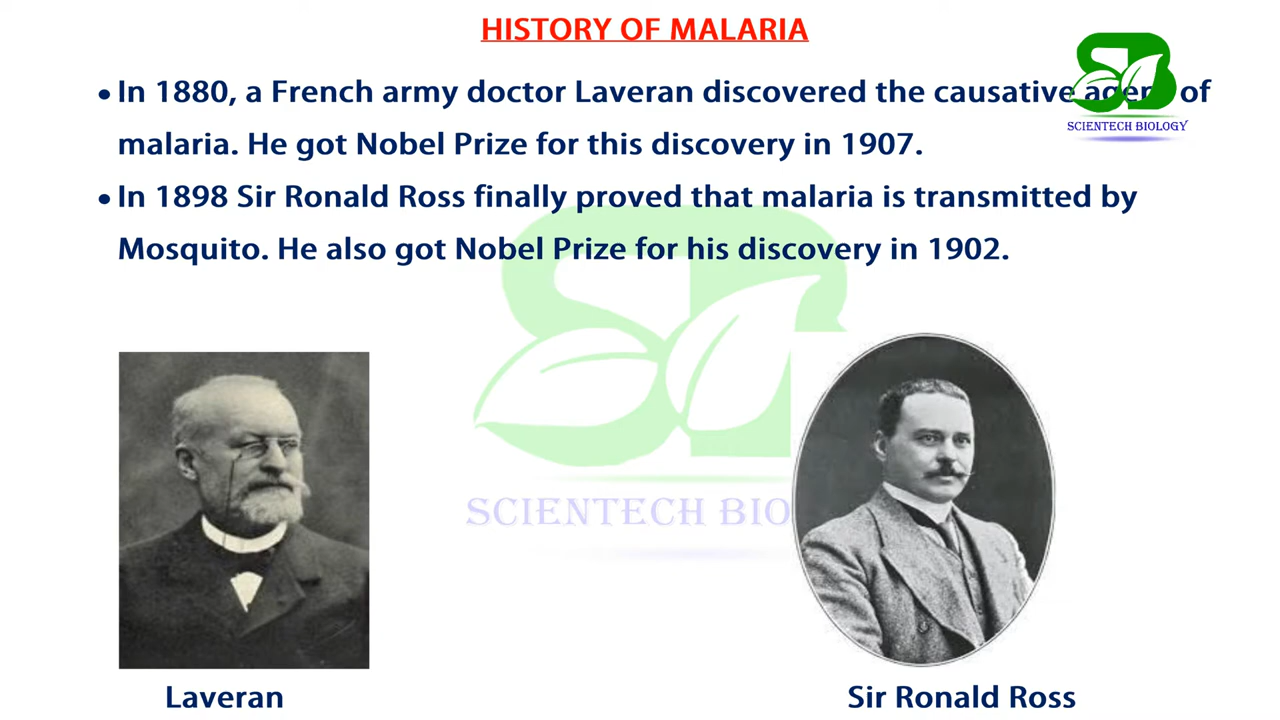 HISTORY OF MALARIA
• In 1880, a French army doctor Laveran discovered the causative agent of
malaria. He got Nobel Prize for this discovery in 1907.
• In 1898 Sir Ronald Ross finally proved that malaria is transmitted by
Mosquito. He also got Nobel Prize for his discovery in 1902.
SB
SCIENTECH BIOLOGY
SCIENTECH BIO
Laveran
Sir Ronald Ross